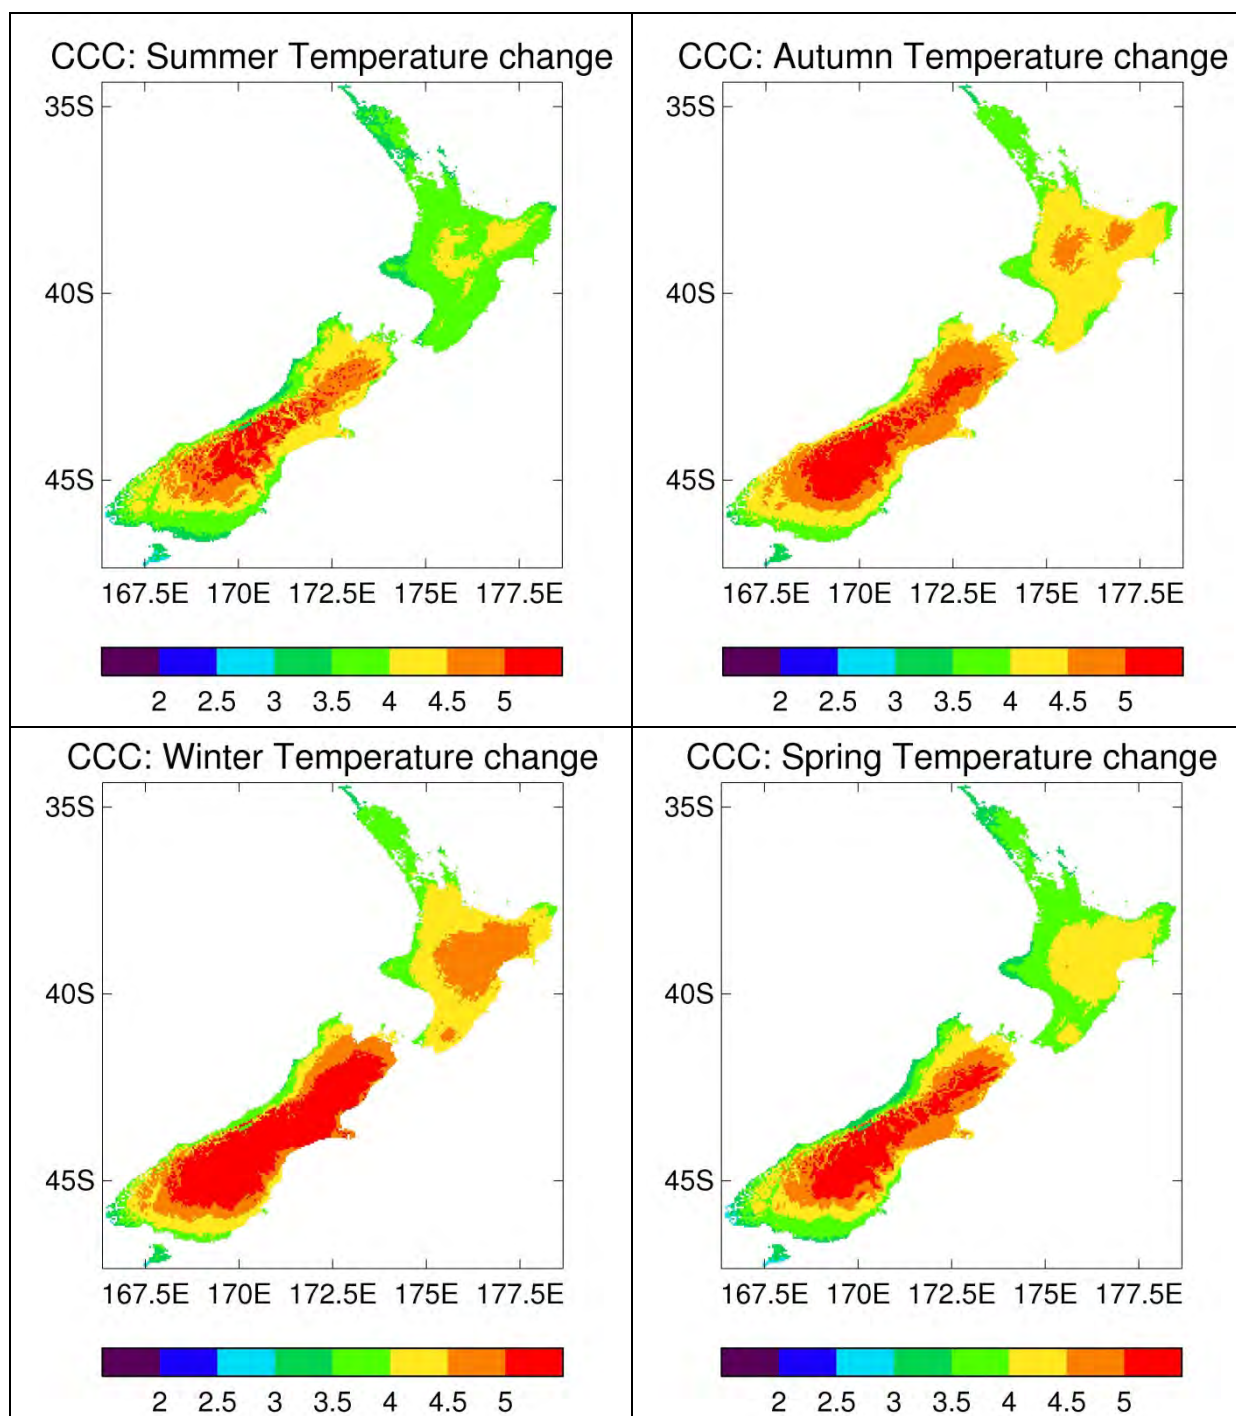 CCC: Summer Temperature change
35S
40S
45S
167.5E 170E 172.5E 175E 177.5E
2 2.5 3 3.5 4 4.5 5
CCC: Autumn Temperature change
35S
40S
45S
167.5E 170E 172.5E 175E 177.5E
2 2.5 3 3.5 4 4.5 5
CCC: Winter Temperature change
35S
40S
45S
167.5E 170E 172.5E 175E 177.5E
2 2.5 3 3.5 4 4.5 5
CCC: Spring Temperature change
35S
40S
45S
167.5E 170E 172.5E 175E 177.5E
2 2.5 3 3.5 4 4.5 5